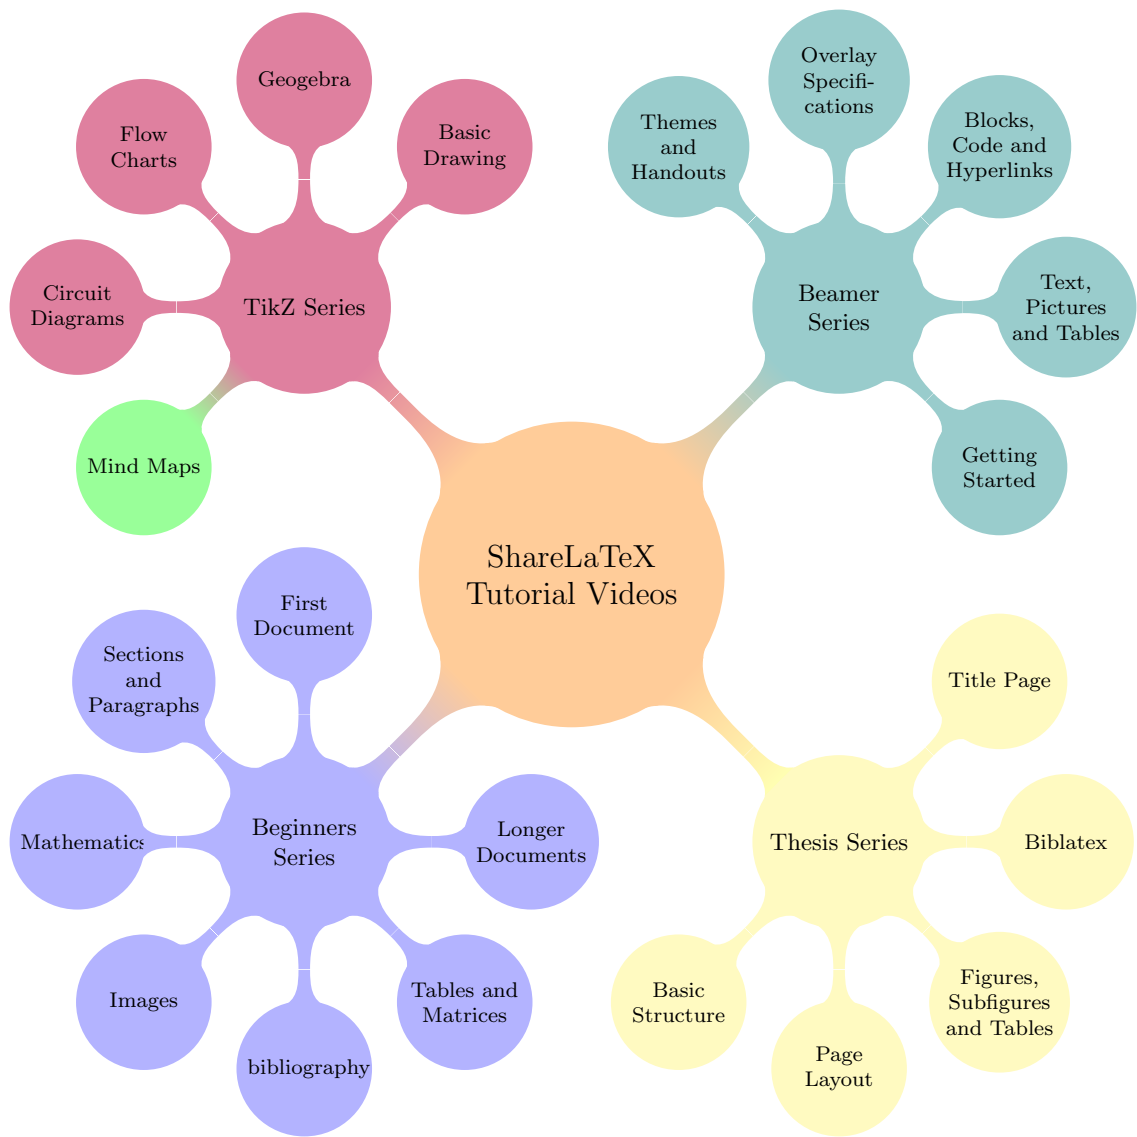 Geogebra
Flow
Charts
Basic
Drawing
Circuit
Diagrams
TikZ Series
Mind Maps
Overlay
Specifi-
cations
Themes
and
Handouts
Blocks,
Code and
Hyperlinks
Beamer
Series
Text,
Pictures
and Tables
Getting
Started
ShareLaTeX
Tutorial Videos
First
Document
Sections
and
Paragraphs
Mathematics
Beginners
Series
Longer
Documents
Images
bibliography
Tables and
Matrices
Title Page
Thesis Series
Biblatex
Basic
Structure
Page
Layout
Figures,
Subfigures
and Tables